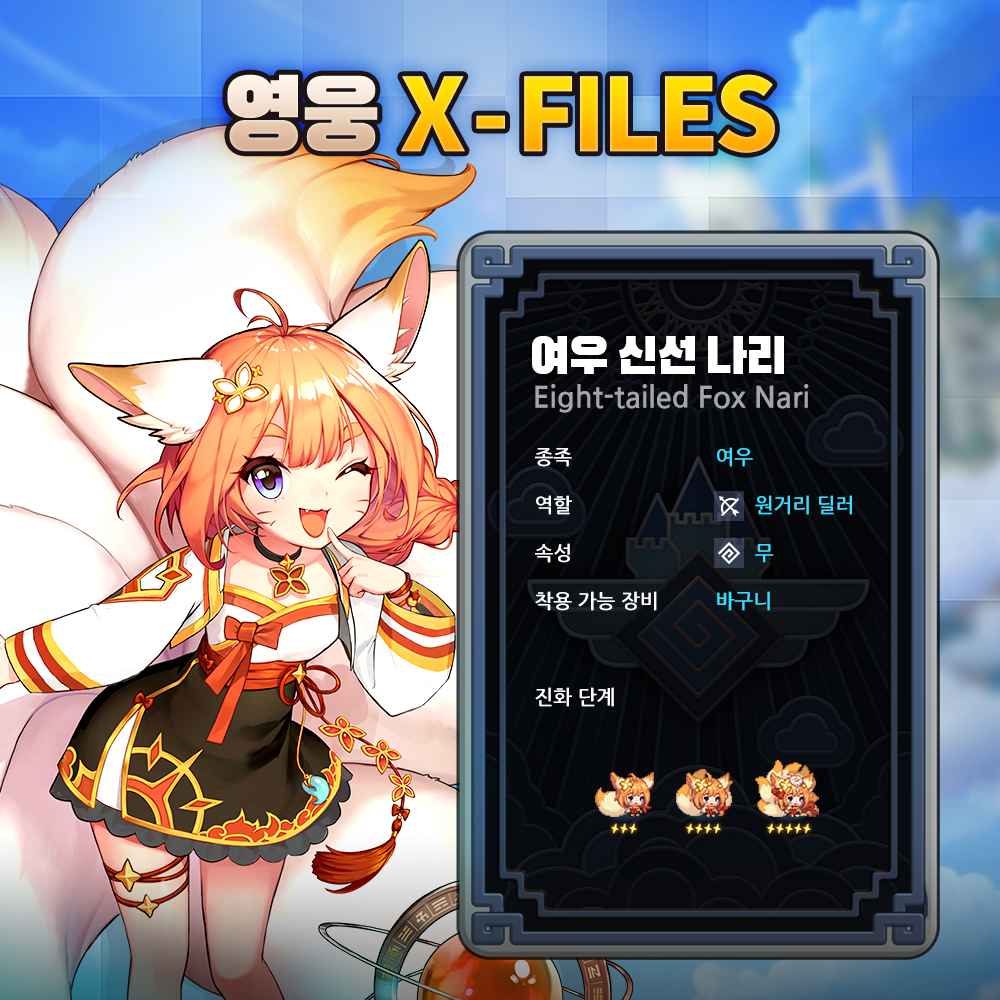 영웅 X-FILES
여우 신선 나리
Eight-tailed Fox Nari
종족 여우
역할 원거리 딜러
속성 무
착용 가능 장비 바구니
진화 단계